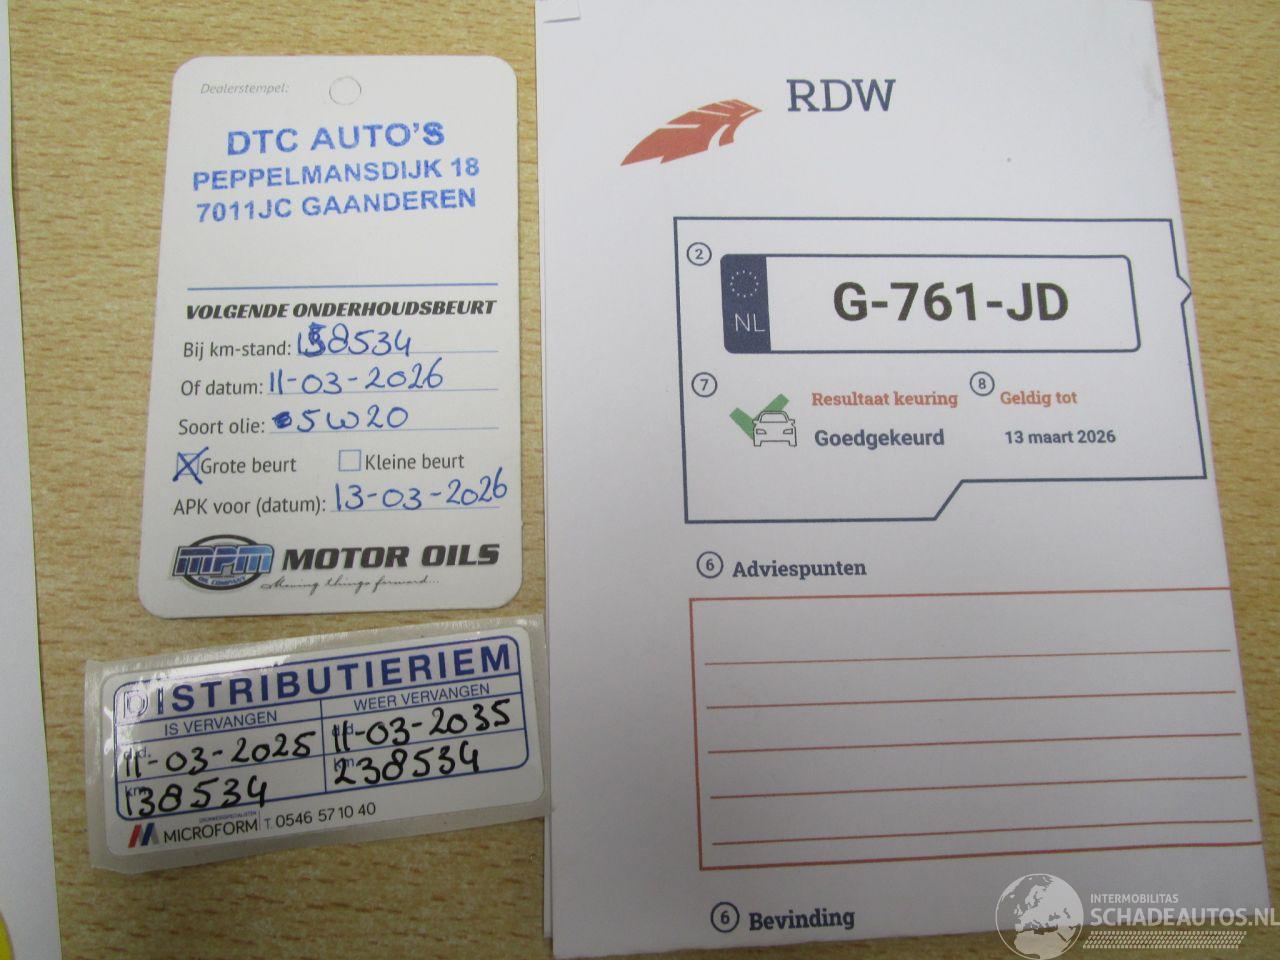 Dealerstempel:
DTC AUTO'S
PEPPELMANSDIJK 18
7011JC GAANDEREN
VOLGENDE ONDERHOUDSBEURT
Bij km-stand: 158534
Of datum: 11-03-2026
Soort olie: 5W20
Grote beurt Kleine beurt
APK voor (datum): 13-03-2026
MPM MOTOR OILS
OIL COMPANY
Moving things forward...
DISTRIBUTIERIEM
IS VERVANGEN WEER VERVANGEN
d.d. 11-03-2025 d.d. 11-03-2035
km. 138534 km. 238534
MICROFORM T. 0546 57 10 40
RDW
2
NL G-761-JD
7 Resultaat keuring 8 Geldig tot
Goedgekeurd 13 maart 2026
6 Adviespunten
6 Bevinding
INTERMOBILITAS
SCHADEAUTOS.NL